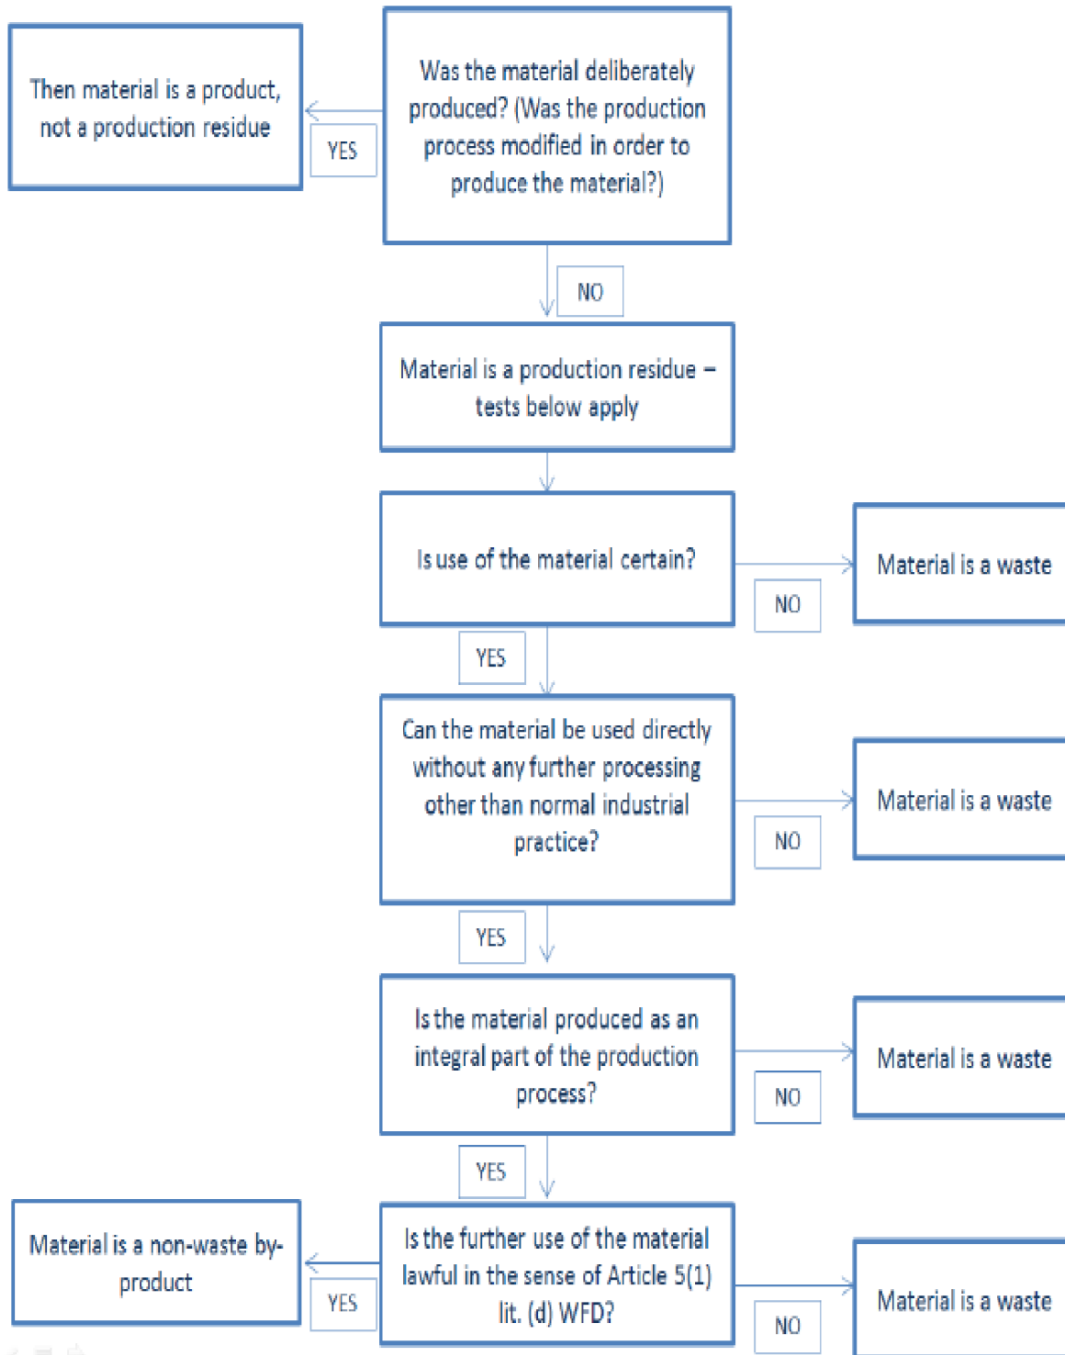 Then material is a product,
not a production residue
YES
Was the material deliberately
produced? (Was the production
process modified in order to
produce the material?)
NO
Material is a production residue –
tests below apply
Is use of the material certain?
NO
Material is a waste
YES
Can the material be used directly
without any further processing
other than normal industrial
practice?
NO
Material is a waste
YES
Is the material produced as an
integral part of the production
process?
NO
Material is a waste
YES
Is the further use of the material
lawful in the sense of Article 5(1)
lit. (d) WFD?
YES
Material is a non-waste by-
product
NO
Material is a waste